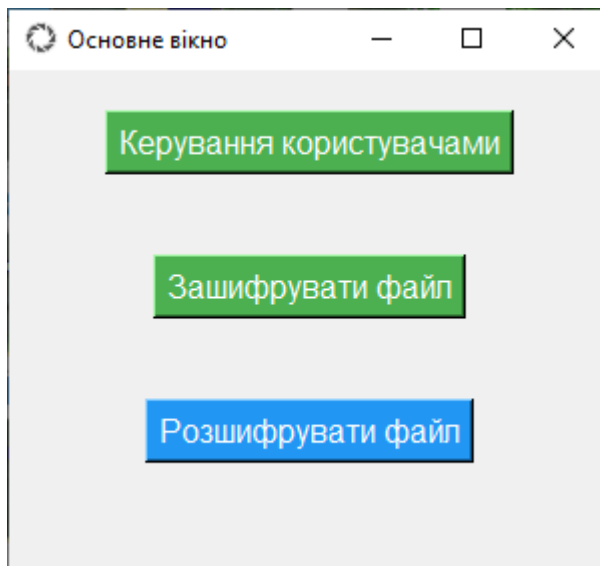 Основне вікно
Керування користувачами
Зашифрувати файл
Розшифрувати файл